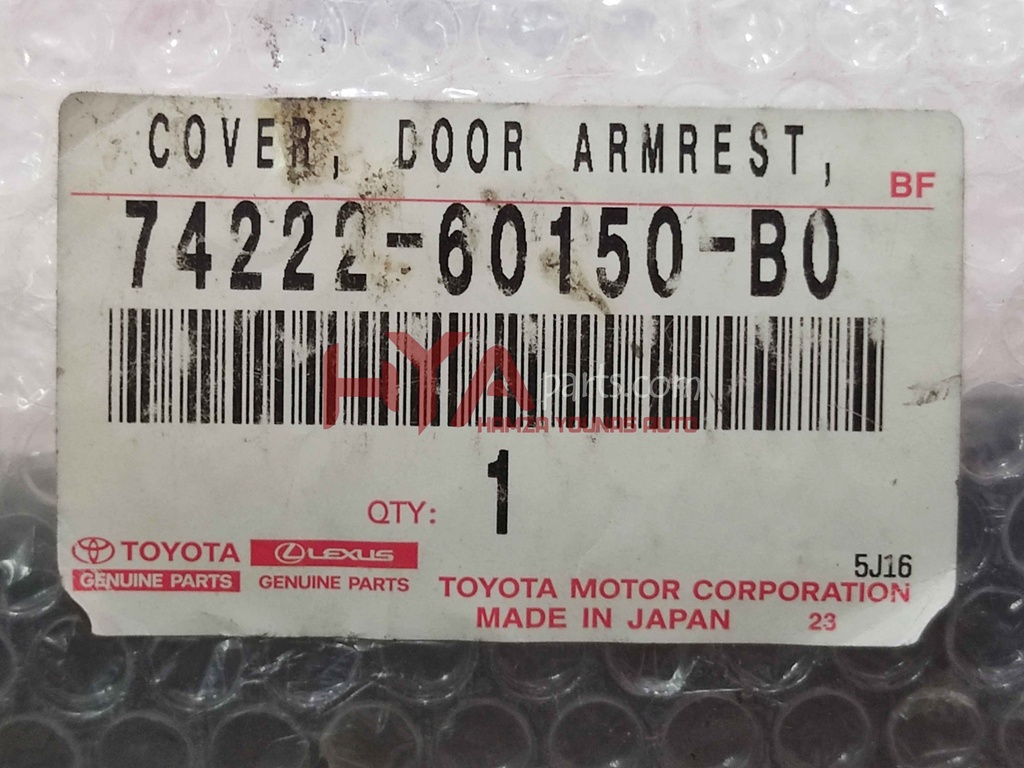 COVER, DOOR ARMREST,
BF
74222-60150-B0
HYA parts.com
HAMZA YOUNAS AUTO
QTY: 1
TOYOTA
GENUINE PARTS
LEXUS
GENUINE PARTS
5J16
TOYOTA MOTOR CORPORATION
MADE IN JAPAN 23